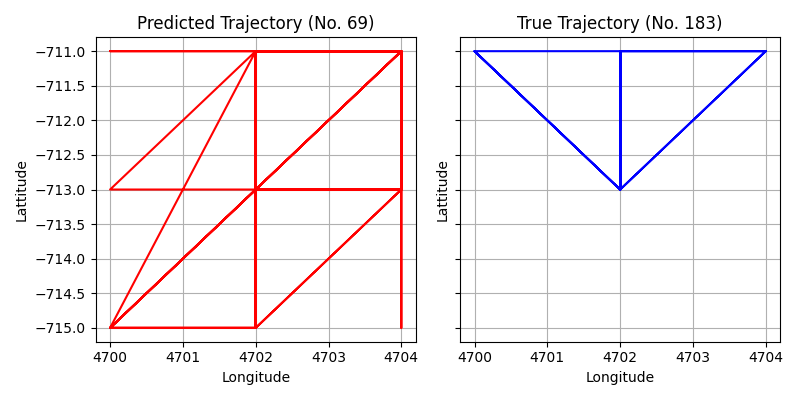 Predicted Trajectory (No. 69)
True Trajectory (No. 183)
−711.0
−711.5
−712.0
−712.5
−713.0
−713.5
−714.0
−714.5
−715.0
Lattitude
Lattitude
4700 4701 4702 4703 4704
4700 4701 4702 4703 4704
Longitude
Longitude